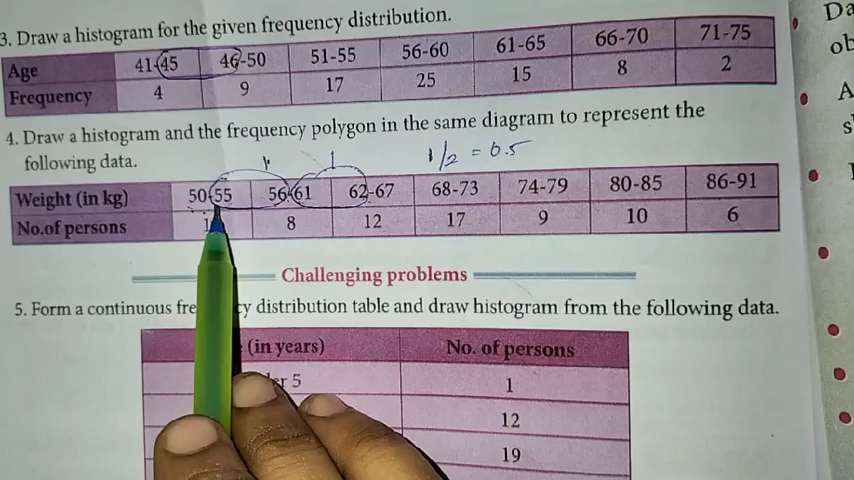 3. Draw a histogram for the given frequency distribution.
Age 41-45 46-50 51-55 56-60 61-65 66-70 71-75
Frequency 4 9 17 25 15 8 2
4. Draw a histogram and the frequency polygon in the same diagram to represent the
following data.
1 1 1/2 = 0.5
Weight (in kg) 50-55 56-61 62-67 68-73 74-79 80-85 86-91
No.of persons 8 12 17 9 10 6
Challenging problems
5. Form a continuous cy distribution table and draw histogram from the following data.
(in years) No. of persons
5 1
12
19
Da
ob
A